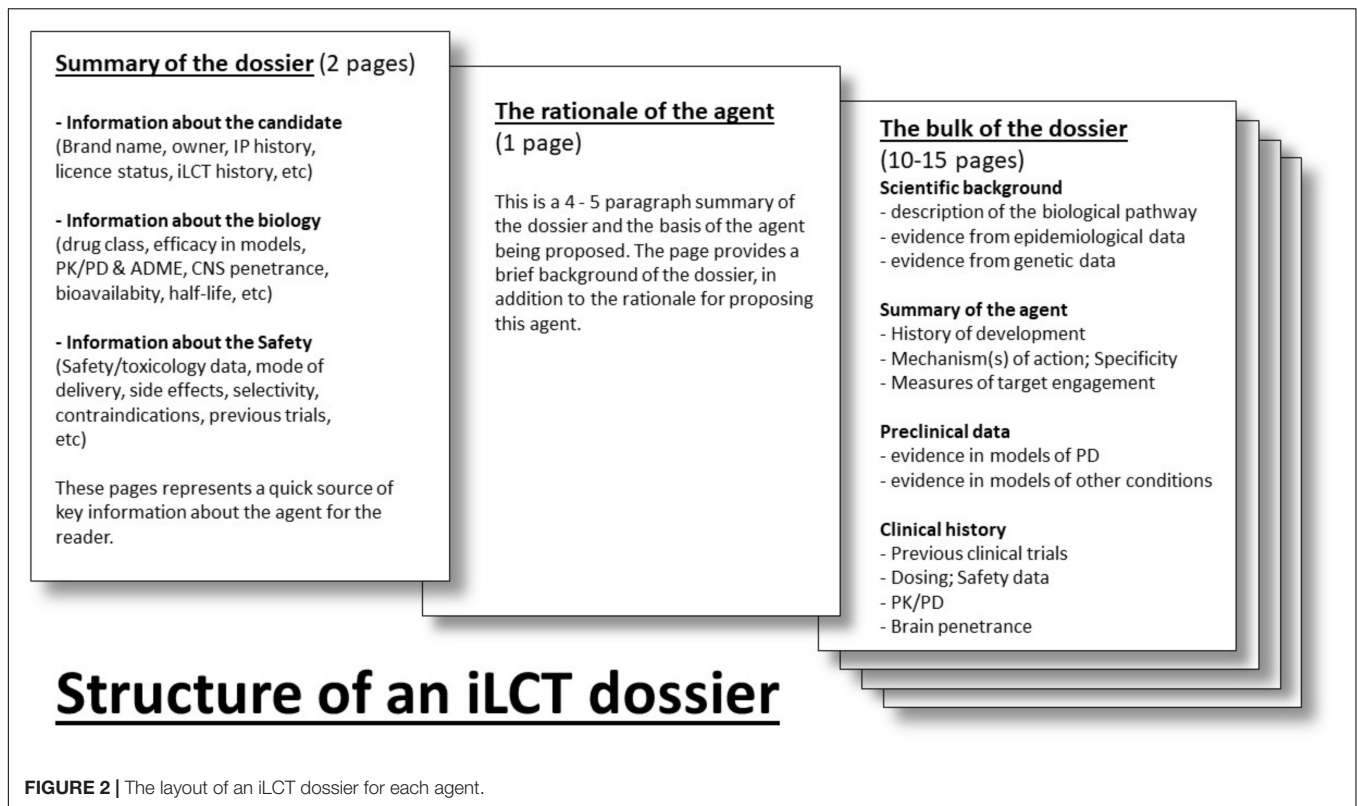 Summary of the dossier (2 pages)
- Information about the candidate
(Brand name, owner, IP history,
licence status, iLCT history, etc)
- Information about the biology
(drug class, efficacy in models,
PK/PD & ADME, CNS penetrance,
bioavailabity, half-life, etc)
- Information about the Safety
(Safety/toxicology data, mode of
delivery, side effects, selectivity,
contraindications, previous trials,
etc)
These pages represents a quick source of
key information about the agent for the
reader.
The rationale of the agent
(1 page)
This is a 4 - 5 paragraph summary of
the dossier and the basis of the agent
being proposed. The page provides a
brief background of the dossier, in
addition to the rationale for proposing
this agent.
The bulk of the dossier
(10-15 pages)
Scientific background
- description of the biological pathway
- evidence from epidemiological data
- evidence from genetic data
Summary of the agent
- History of development
- Mechanism(s) of action; Specificity
- Measures of target engagement
Preclinical data
- evidence in models of PD
- evidence in models of other conditions
Clinical history
- Previous clinical trials
- Dosing; Safety data
- PK/PD
- Brain penetrance
Structure of an iLCT dossier
FIGURE 2 | The layout of an iLCT dossier for each agent.